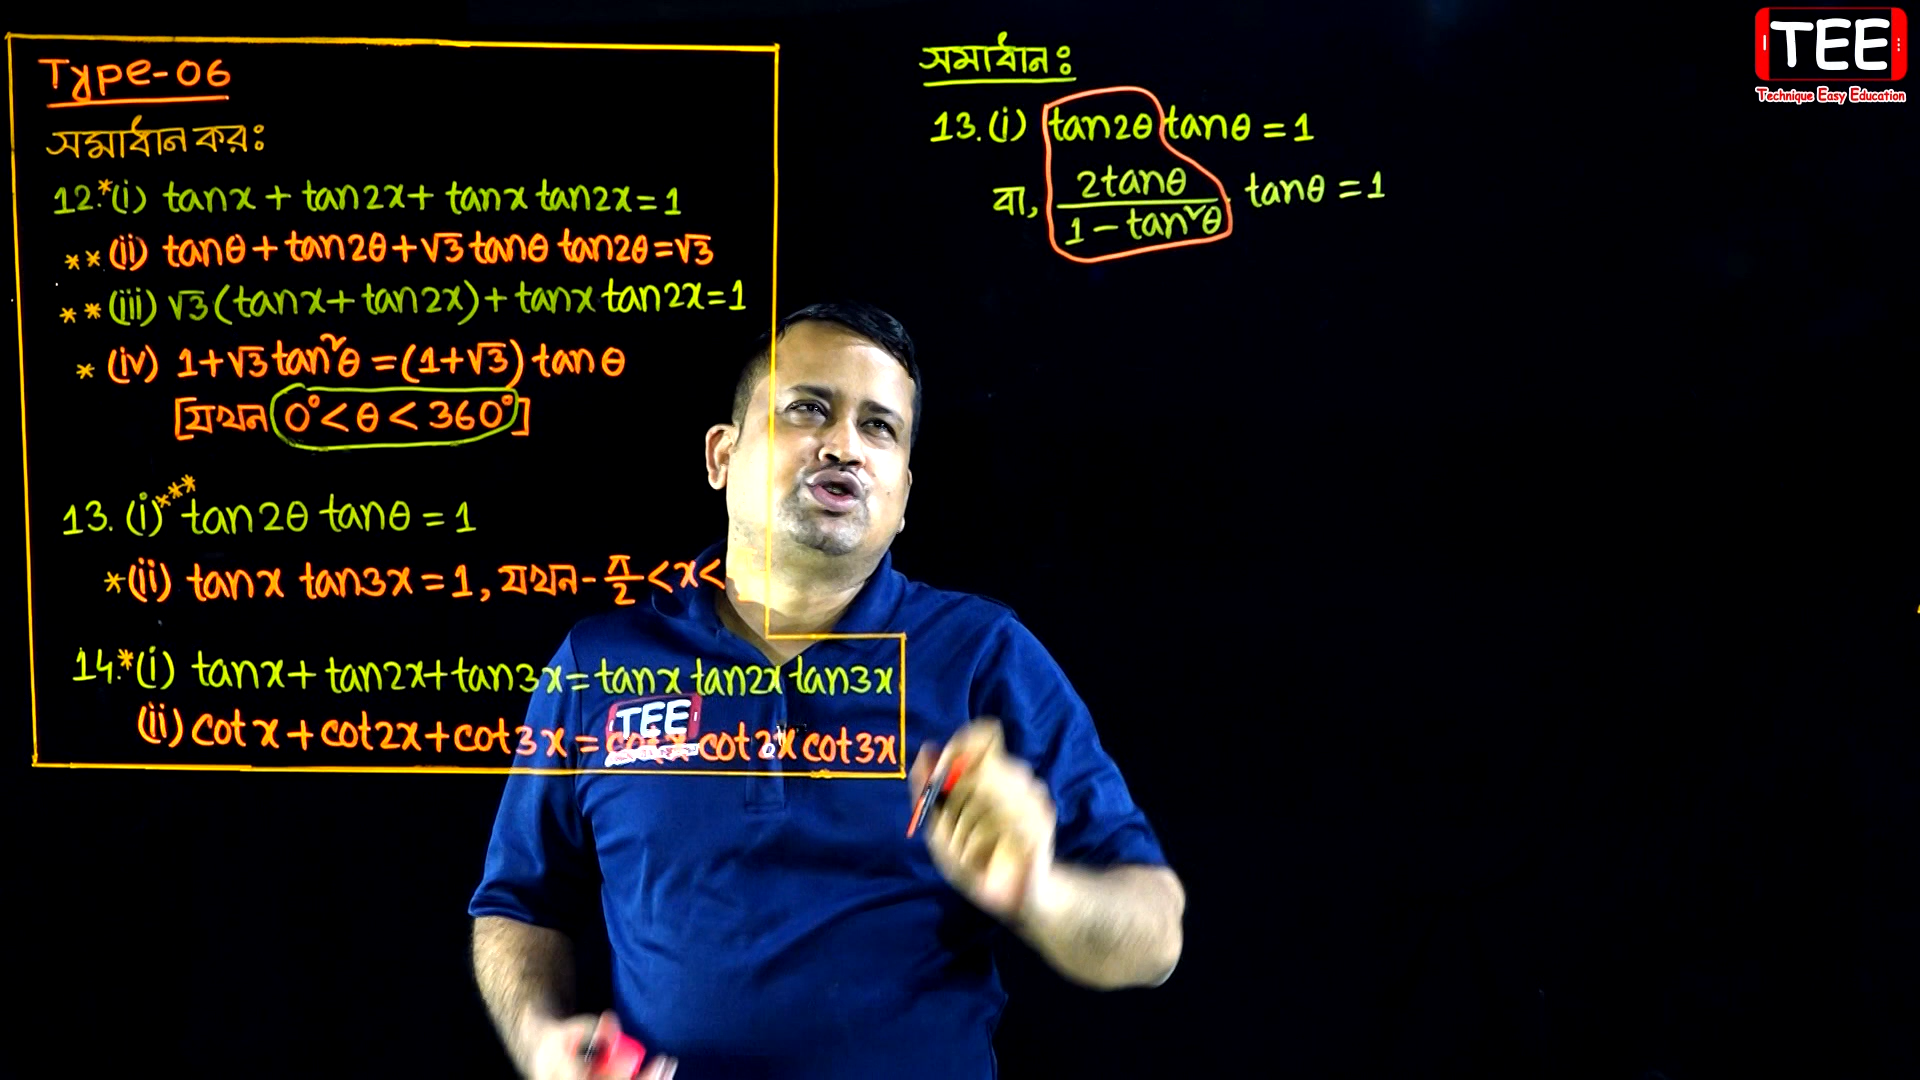 Type-06
সমাধান কর:
12.*(i) tanx + tan2x + tanx tan2x = 1
** (ii) tanθ + tan2θ + √3 tanθ tan2θ = √3
** (iii) √3 (tanx + tan2x) + tanx tan2x = 1
* (iv) 1 + √3 tan²θ = (1 + √3) tanθ
[যখন 0° < θ < 360°]
13. (i)*** tan2θ tanθ = 1
*(ii) tanx tan3x = 1, যখন - π/2 < x <
14.*(i) tanx + tan2x + tan3x = tanx tan2x tan3x
(ii) cotx + cot2x + cot3x = cotx cot2x cot3x
সমাধান:
13. (i) tan2θ tanθ = 1
বা, 2tanθ / 1 - tan²θ . tanθ = 1
TEE
Technique Easy Education
TEE